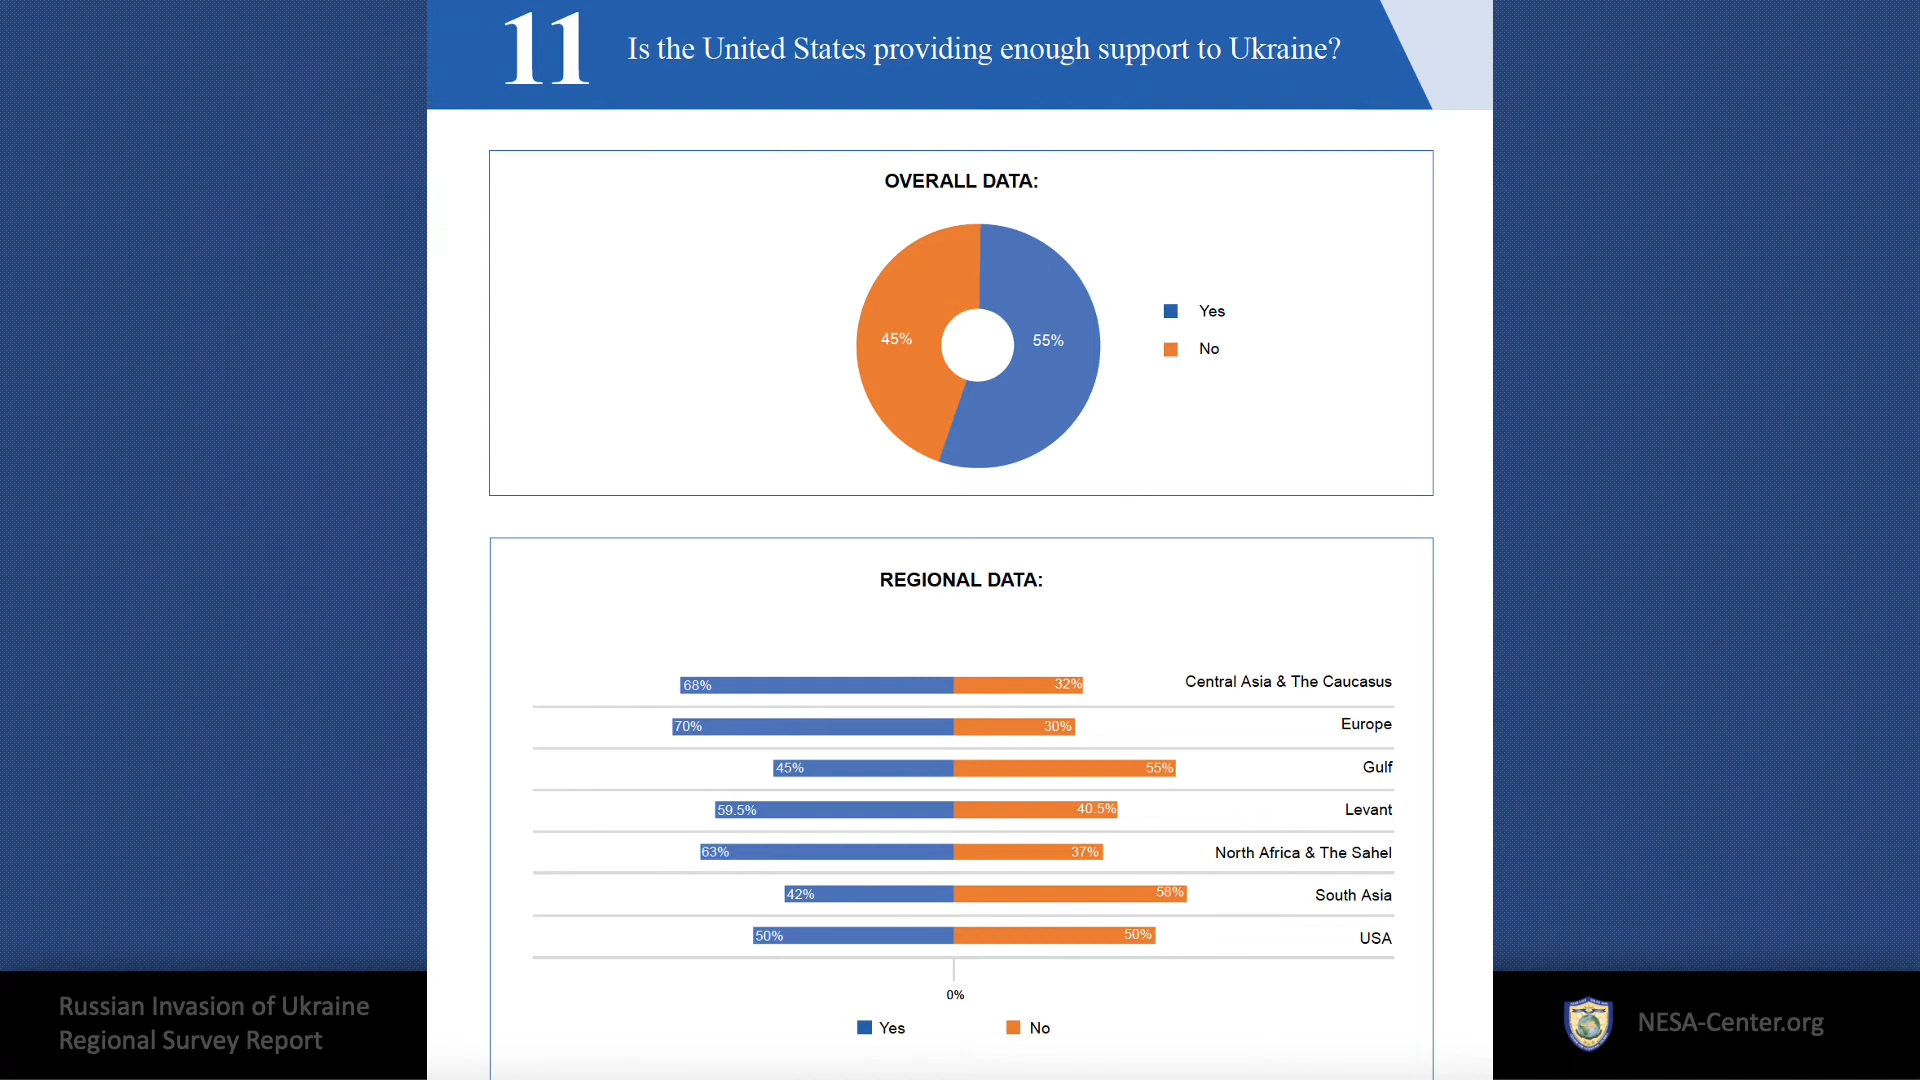 11
Is the United States providing enough support to Ukraine?
OVERALL DATA:
45%
55%
Yes
No
REGIONAL DATA:
68% 32% Central Asia & The Caucasus
70% 30% Europe
45% 55% Gulf
59.5% 40.5% Levant
63% 37% North Africa & The Sahel
42% 58% South Asia
50% 50% USA
0%
Yes No
Russian Invasion of Ukraine
Regional Survey Report
NESA-Center.org